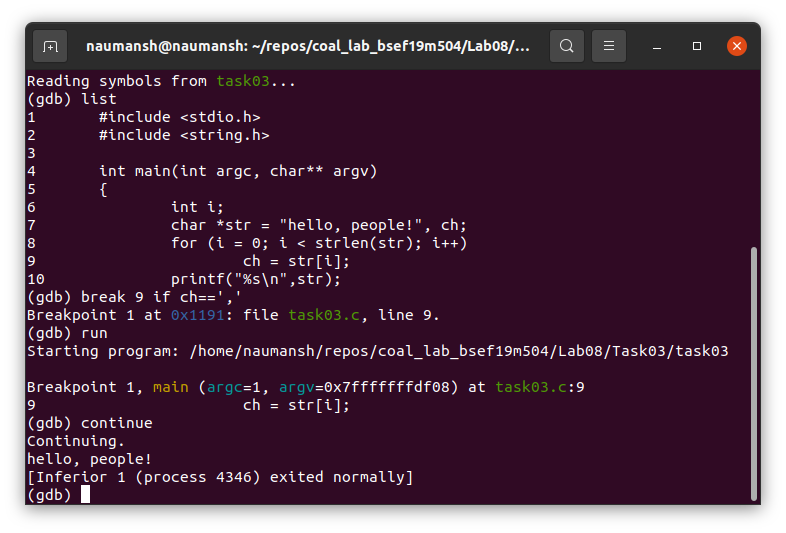 naumansh@naumansh: ~/repos/coal_lab_bsef19m504/Lab08/...
Reading symbols from task03...
(gdb) list
1       #include <stdio.h>
2       #include <string.h>
3
4       int main(int argc, char** argv)
5       {
6               int i;
7               char *str = "hello, people!", ch;
8               for (i = 0; i < strlen(str); i++)
9                       ch = str[i];
10              printf("%s\n",str);
(gdb) break 9 if ch==','
Breakpoint 1 at 0x1191: file task03.c, line 9.
(gdb) run
Starting program: /home/naumansh/repos/coal_lab_bsef19m504/Lab08/Task03/task03

Breakpoint 1, main (argc=1, argv=0x7fffffffdf08) at task03.c:9
9                       ch = str[i];
(gdb) continue
Continuing.
hello, people!
[Inferior 1 (process 4346) exited normally]
(gdb)